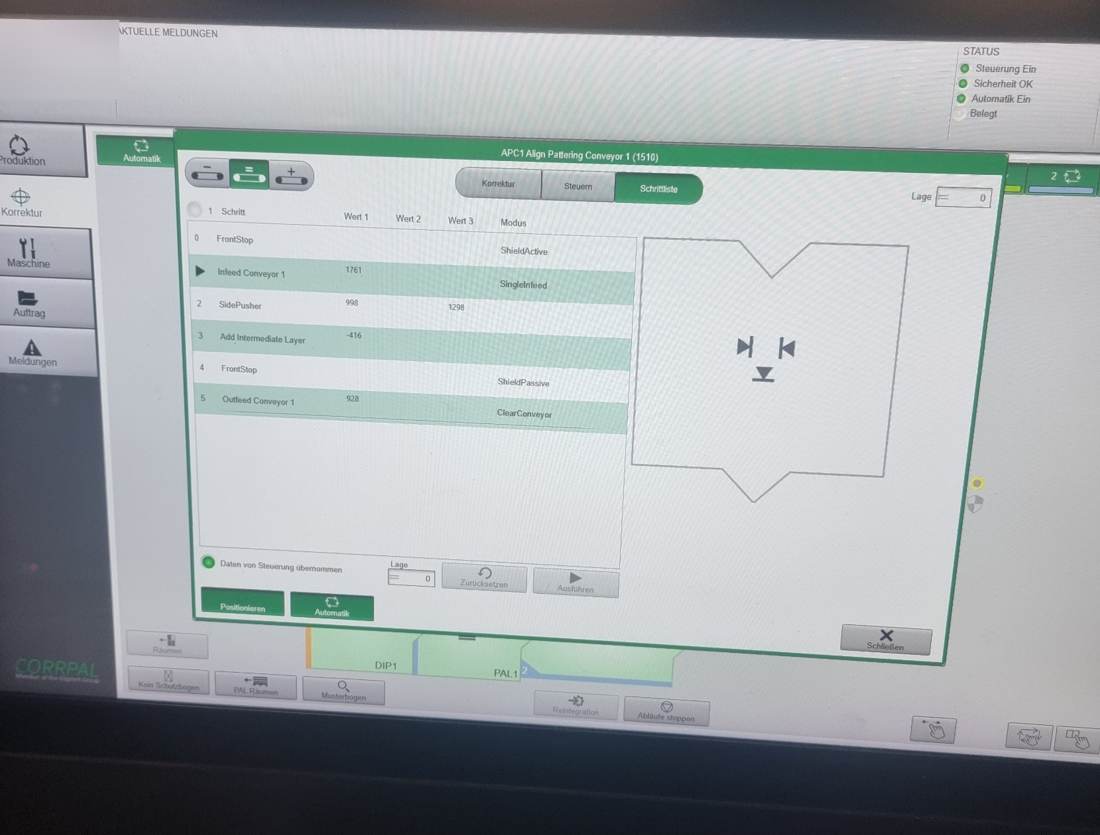 AKTUELLE MELDUNGEN
STATUS
Steuerung Ein
Sicherheit OK
Automatik Ein
Belegt
Produktion
Korrektur
Maschine
Auftrag
Meldungen
Automatik
2
APC1 Align Pattering Conveyor 1 (1510)
Korrektur
Steuern
Schrittliste
Lage
0
1 Schritt Wert 1 Wert 2 Wert 3 Modus
0 FrontStop ShieldActive
Infeed Conveyor 1 1761 SingleInfeed
2 SidePusher 998 1298
3 Add Intermediate Layer -416
4 FrontStop ShieldPassive
5 Outfeed Conveyor 1 928 ClearConveyor
Daten von Steuerung übernommen
Lage
0
Zurücksetzen
Ausführen
Positionieren
Automatik
Schließen
Räumen
DIP1
PAL1
2
CORRPAL
Kein Schutzbogen
PAL Räumen
Musterbogen
Reintegration
Abläufe stoppen